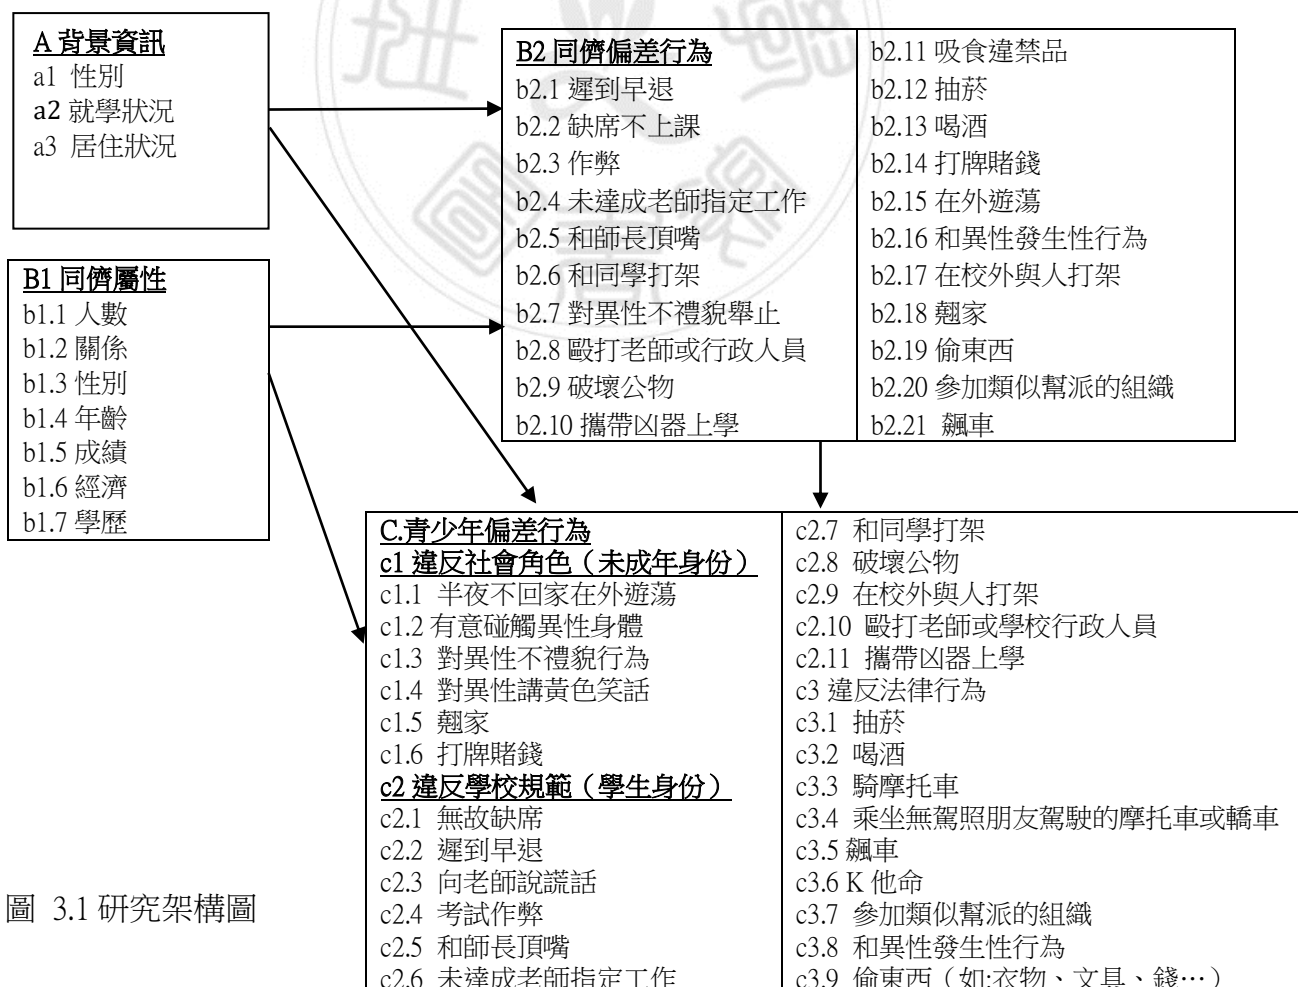 A 背景資訊
a1 性別
a2 就學狀況
a3 居住狀況
B1 同儕屬性
b1.1 人數
b1.2 關係
b1.3 性別
b1.4 年齡
b1.5 成績
b1.6 經濟
b1.7 學歷
B2 同儕偏差行為
b2.1 遲到早退
b2.2 缺席不上課
b2.3 作弊
b2.4 未達成老師指定工作
b2.5 和師長頂嘴
b2.6 和同學打架
b2.7 對異性不禮貌舉止
b2.8 毆打老師或行政人員
b2.9 破壞公物
b2.10 攜帶凶器上學
b2.11 吸食違禁品
b2.12 抽菸
b2.13 喝酒
b2.14 打牌賭錢
b2.15 在外遊蕩
b2.16 和異性發生性行為
b2.17 在校外與人打架
b2.18 翹家
b2.19 偷東西
b2.20 參加類似幫派的組織
b2.21 飆車
C.青少年偏差行為
c1 違反社會角色（未成年身份）
c1.1 半夜不回家在外遊蕩
c1.2 有意碰觸異性身體
c1.3 對異性不禮貌行為
c1.4 對異性講黃色笑話
c1.5 翹家
c1.6 打牌賭錢
c2 違反學校規範（學生身份）
c2.1 無故缺席
c2.2 遲到早退
c2.3 向老師說謊話
c2.4 考試作弊
c2.5 和師長頂嘴
c2.6 未達成老師指定工作
c2.7 和同學打架
c2.8 破壞公物
c2.9 在校外與人打架
c2.10 毆打老師或學校行政人員
c2.11 攜帶凶器上學
c3 違反法律行為
c3.1 抽菸
c3.2 喝酒
c3.3 騎摩托車
c3.4 乘坐無駕照朋友駕駛的摩托車或轎車
c3.5 飆車
c3.6 K 他命
c3.7 參加類似幫派的組織
c3.8 和異性發生性行為
c3.9 偷東西（如:衣物、文具、錢…）
圖 3.1 研究架構圖